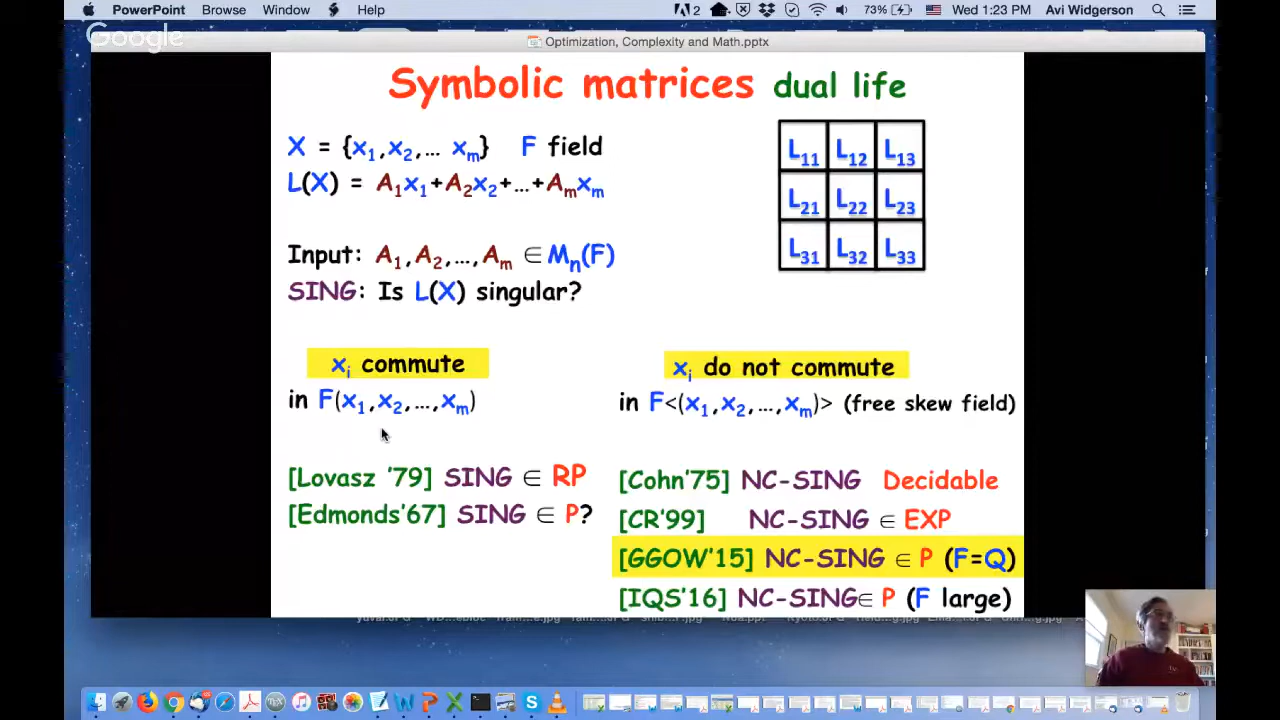 PowerPoint Browse Window Help 2 73% Wed 1:23 PM Avi Widgerson
Google
Optimization, Complexity and Math.pptx
Symbolic matrices dual life
X = {x1,x2,… xm} F field
L(X) = A1x1+A2x2+…+Amxm
L11 L12 L13
L21 L22 L23
L31 L32 L33
Input: A1,A2,…,Am ∈ Mn(F)
SING: Is L(X) singular?
xi commute
in F(x1,x2,…,xm)
[Lovasz '79] SING ∈ RP
[Edmonds'67] SING ∈ P?
xi do not commute
in F<(x1,x2,…,xm)> (free skew field)
[Cohn'75] NC-SING Decidable
[CR'99] NC-SING ∈ EXP
[GGOW'15] NC-SING ∈ P (F=Q)
[IQS'16] NC-SING∈ P (F large)